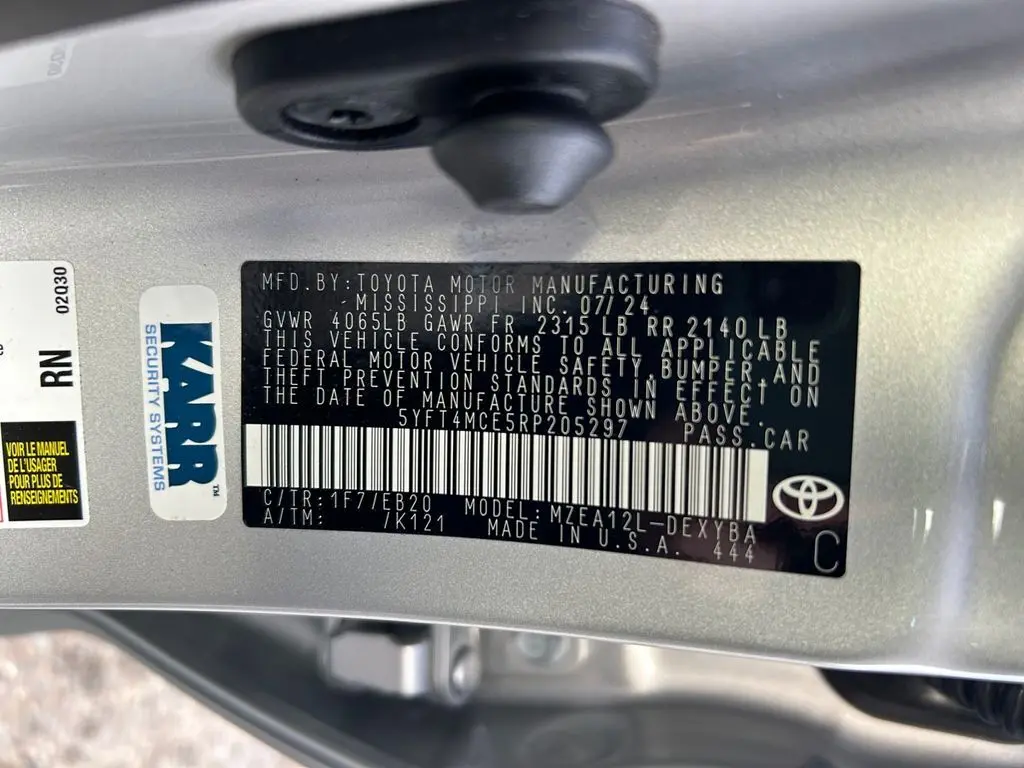 MFD.BY:TOYOTA MOTOR MANUFACTURING
MISSISSIPPI INC. 07/24
GVWR 4065LB GAWR FR 2315 LB RR 2140 LB
THIS VEHICLE CONFORMS TO ALL APPLICABLE
FEDERAL MOTOR VEHICLE SAFETY, BUMPER, AND
THEFT PREVENTION STANDARDS IN EFFECT ON
THE DATE OF MANUFACTURE SHOWN ABOVE.
5YFT4MCE5RP205297 PASS.CAR
C/TR:1F7/EB20 MODEL:MZEA12L-DEXYBA
A/TM: /K121 MADE IN U.S.A. 444
C
KARR™
SECURITY SYSTEMS
RN
02Q30
VOIR LE MANUEL
DE L'USAGER
POUR PLUS DE
RENSEIGNEMENTS